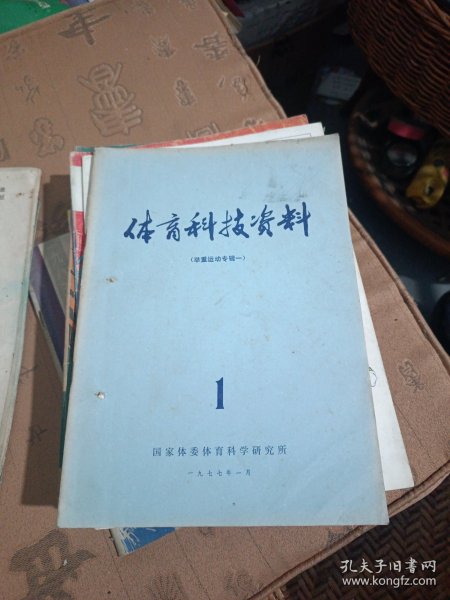 体育科技资料
(举重运动专辑一)
1
国家体委体育科学研究所
一九七七年一月
孔夫子旧书网
www.kongfz.com